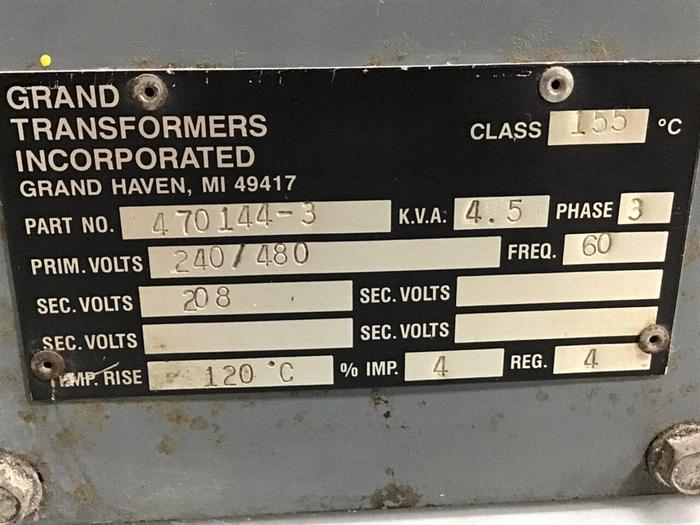 GRAND
TRANSFORMERS
INCORPORATED
GRAND HAVEN, MI 49417
CLASS 155 °C
PART NO. 470144-3 K.V.A: 4.5 PHASE 3
PRIM. VOLTS 240/480 FREQ. 60
SEC. VOLTS 208 SEC. VOLTS
SEC. VOLTS SEC. VOLTS
TEMP. RISE 120 °C % IMP. 4 REG. 4